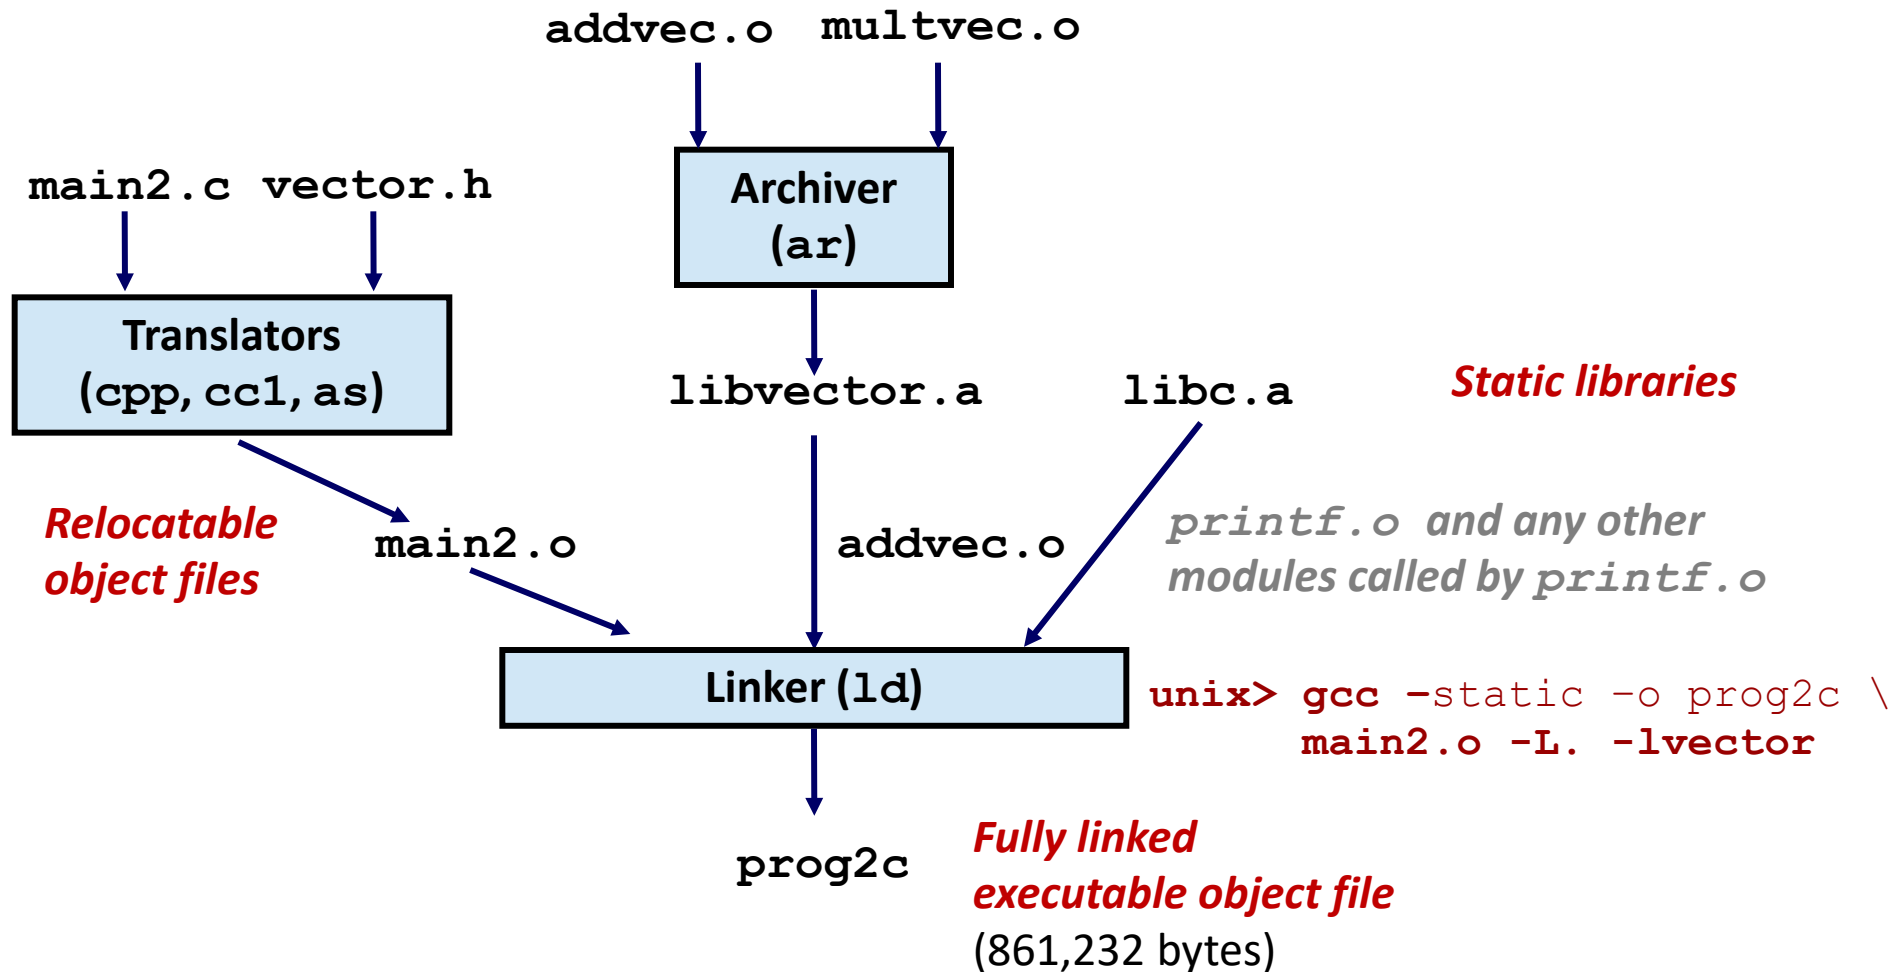 addvec.o multvec.o
main2.c vector.h
Archiver
(ar)
Translators
(cpp, cc1, as)
libvector.a libc.a
Static libraries
Relocatable
object files
main2.o
addvec.o
printf.o and any other
modules called by printf.o
Linker (ld)
unix> gcc –static –o prog2c \
main2.o -L. -lvector
prog2c
Fully linked
executable object file
(861,232 bytes)